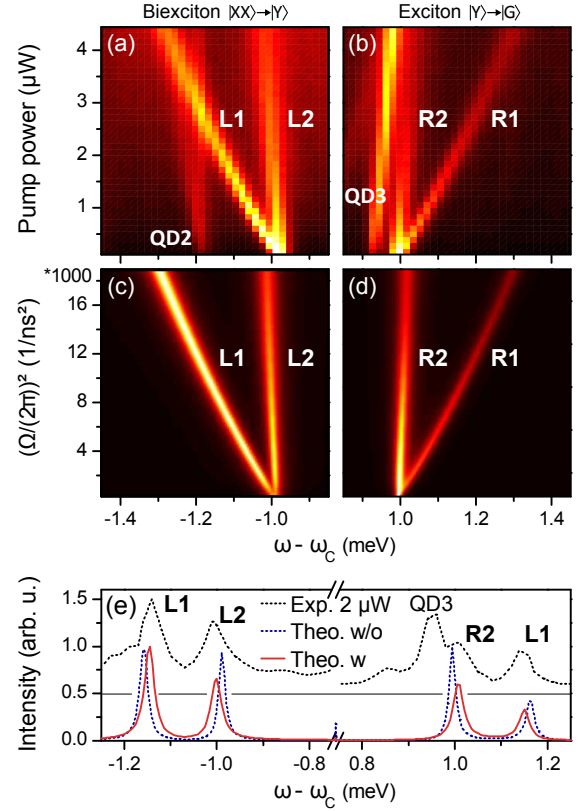 Biexciton |XX⟩→|Y⟩
Exciton |Y⟩→|G⟩
(a)
(b)
Pump power (μW)
4
3
2
1
L1
L2
R2
R1
QD2
QD3
*1000
(c)
(d)
(Ω/(2π))² (1/ns²)
16
12
8
4
L1
L2
R2
R1
-1.4 -1.2 -1.0 1.0 1.2 1.4
ω - ω_C (meV)
(e)
Intensity (arb. u.)
1.5
1.0
0.5
0.0
L1
L2
Exp. 2 μW
Theo. w/o
Theo. w
QD3
R2
L1
-1.2 -1.0 -0.8 0.8 1.0 1.2
ω - ω_C (meV)